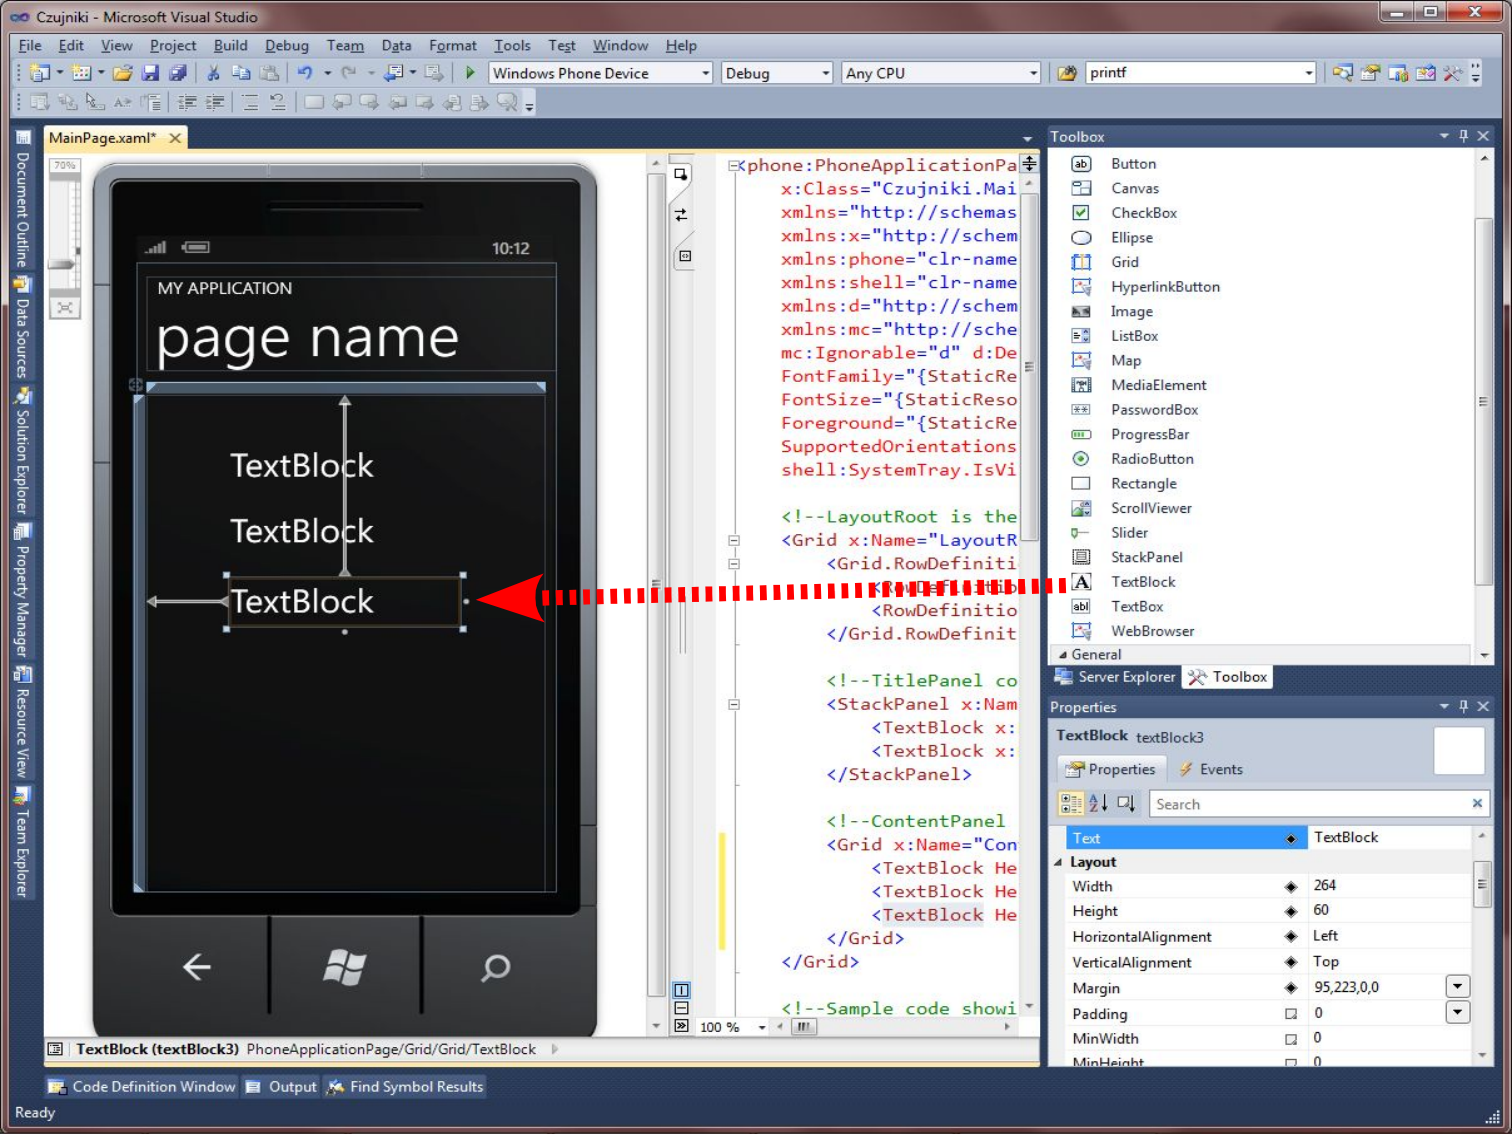 Czujniki - Microsoft Visual Studio
File Edit View Project Build Debug Team Data Format Tools Test Window Help
Windows Phone Device Debug Any CPU printf
MainPage.xaml*
Document Outline
Data Sources
Solution Explorer
Property Manager
Resource View
Team Explorer
70%
10:12
MY APPLICATION
page name
TextBlock
TextBlock
TextBlock
<phone:PhoneApplicationPa
x:Class="Czujniki.Mai
xmlns="http://schemas
xmlns:x="http://schem
xmlns:phone="clr-name
xmlns:shell="clr-name
xmlns:d="http://schem
xmlns:mc="http://sche
mc:Ignorable="d" d:De
FontFamily="{StaticRe
FontSize="{StaticReso
Foreground="{StaticRe
SupportedOrientations
shell:SystemTray.IsVi
<!--LayoutRoot is the
<Grid x:Name="LayoutR
<Grid.RowDefiniti
<RowDefinitio
<RowDefinitio
</Grid.RowDefinit
<!--TitlePanel co
<StackPanel x:Nam
<TextBlock x:
<TextBlock x:
</StackPanel>
<!--ContentPanel
<Grid x:Name="Con
<TextBlock He
<TextBlock He
<TextBlock He
</Grid>
</Grid>
<!--Sample code showi
100 %
TextBlock (textBlock3) PhoneApplicationPage/Grid/Grid/TextBlock
Toolbox
Button
Canvas
CheckBox
Ellipse
Grid
HyperlinkButton
Image
ListBox
Map
MediaElement
PasswordBox
ProgressBar
RadioButton
Rectangle
ScrollViewer
Slider
StackPanel
TextBlock
TextBox
WebBrowser
General
Server Explorer Toolbox
Properties
TextBlock textBlock3
Properties Events
Search
Text TextBlock
Layout
Width 264
Height 60
HorizontalAlignment Left
VerticalAlignment Top
Margin 95,223,0,0
Padding 0
MinWidth 0
MinHeight 0
Code Definition Window Output Find Symbol Results
Ready